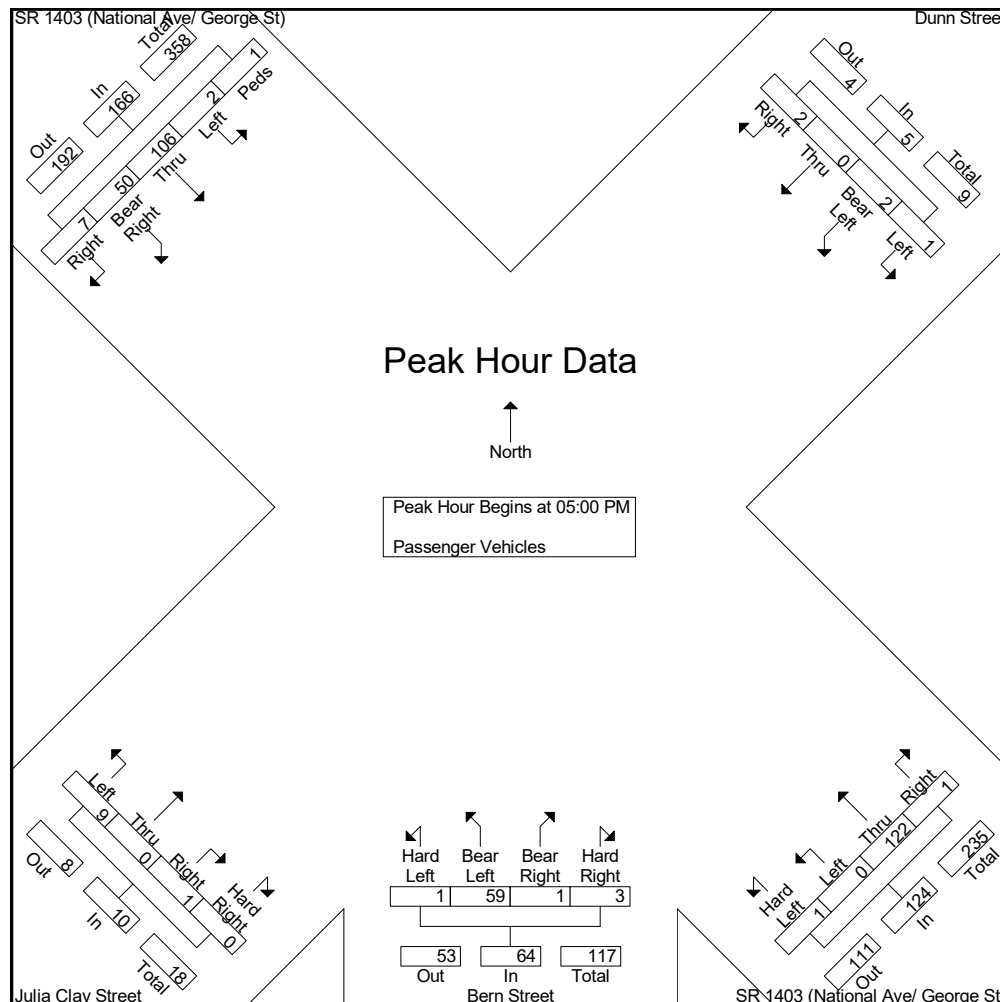 SR 1403 (National Ave/ George St)
Out
192
In
166
Total
358
7
50
106
2
1
Right
Bear
Right
Thru
Left
Peds
Dunn Stree
Out
4
In
5
Total
9
2
0
2
1
Right
Thru
Bear
Left
Left
Peak Hour Data
North
Peak Hour Begins at 05:00 PM
Passenger Vehicles
Left
Thru
Right
Hard
Right
9
0
1
0
Out
8
In
10
Total
18
Julia Clay Street
Hard
Left
Bear
Left
Bear
Right
Hard
Right
1
59
1
3
53
64
117
Out
In
Total
Bern Street
Hard
Left
Left
Thru
Right
1
0
122
1
Out
111
In
124
Total
235
SR 1403 (National Ave/ George St